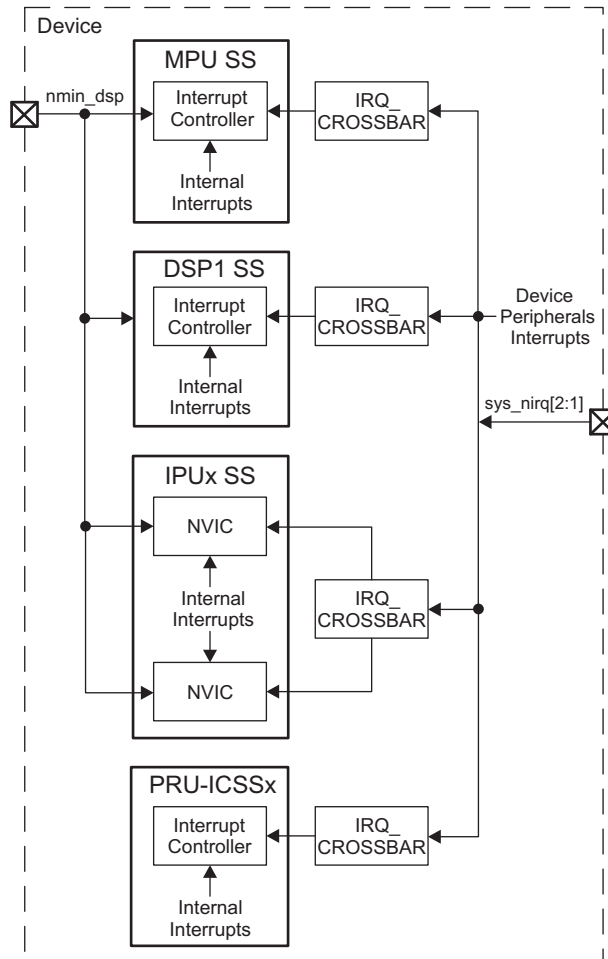 Device
MPU SS
nmin_dsp
Interrupt
Controller
IRQ_
CROSSBAR
Internal
Interrupts
DSP1 SS
Interrupt
Controller
IRQ_
CROSSBAR
Device
Peripherals
Interrupts
Internal
Interrupts
sys_nirq[2:1]
IPUx SS
NVIC
Internal
Interrupts
IRQ_
CROSSBAR
NVIC
PRU-ICSSx
Interrupt
Controller
IRQ_
CROSSBAR
Internal
Interrupts